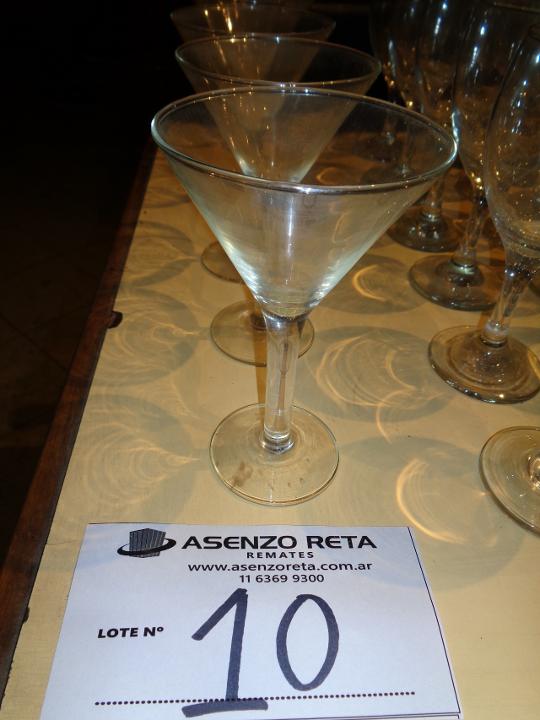 ASENZO RETA
REMATES
www.asenzoreta.com.ar
11 6369 9300
LOTE Nº 10